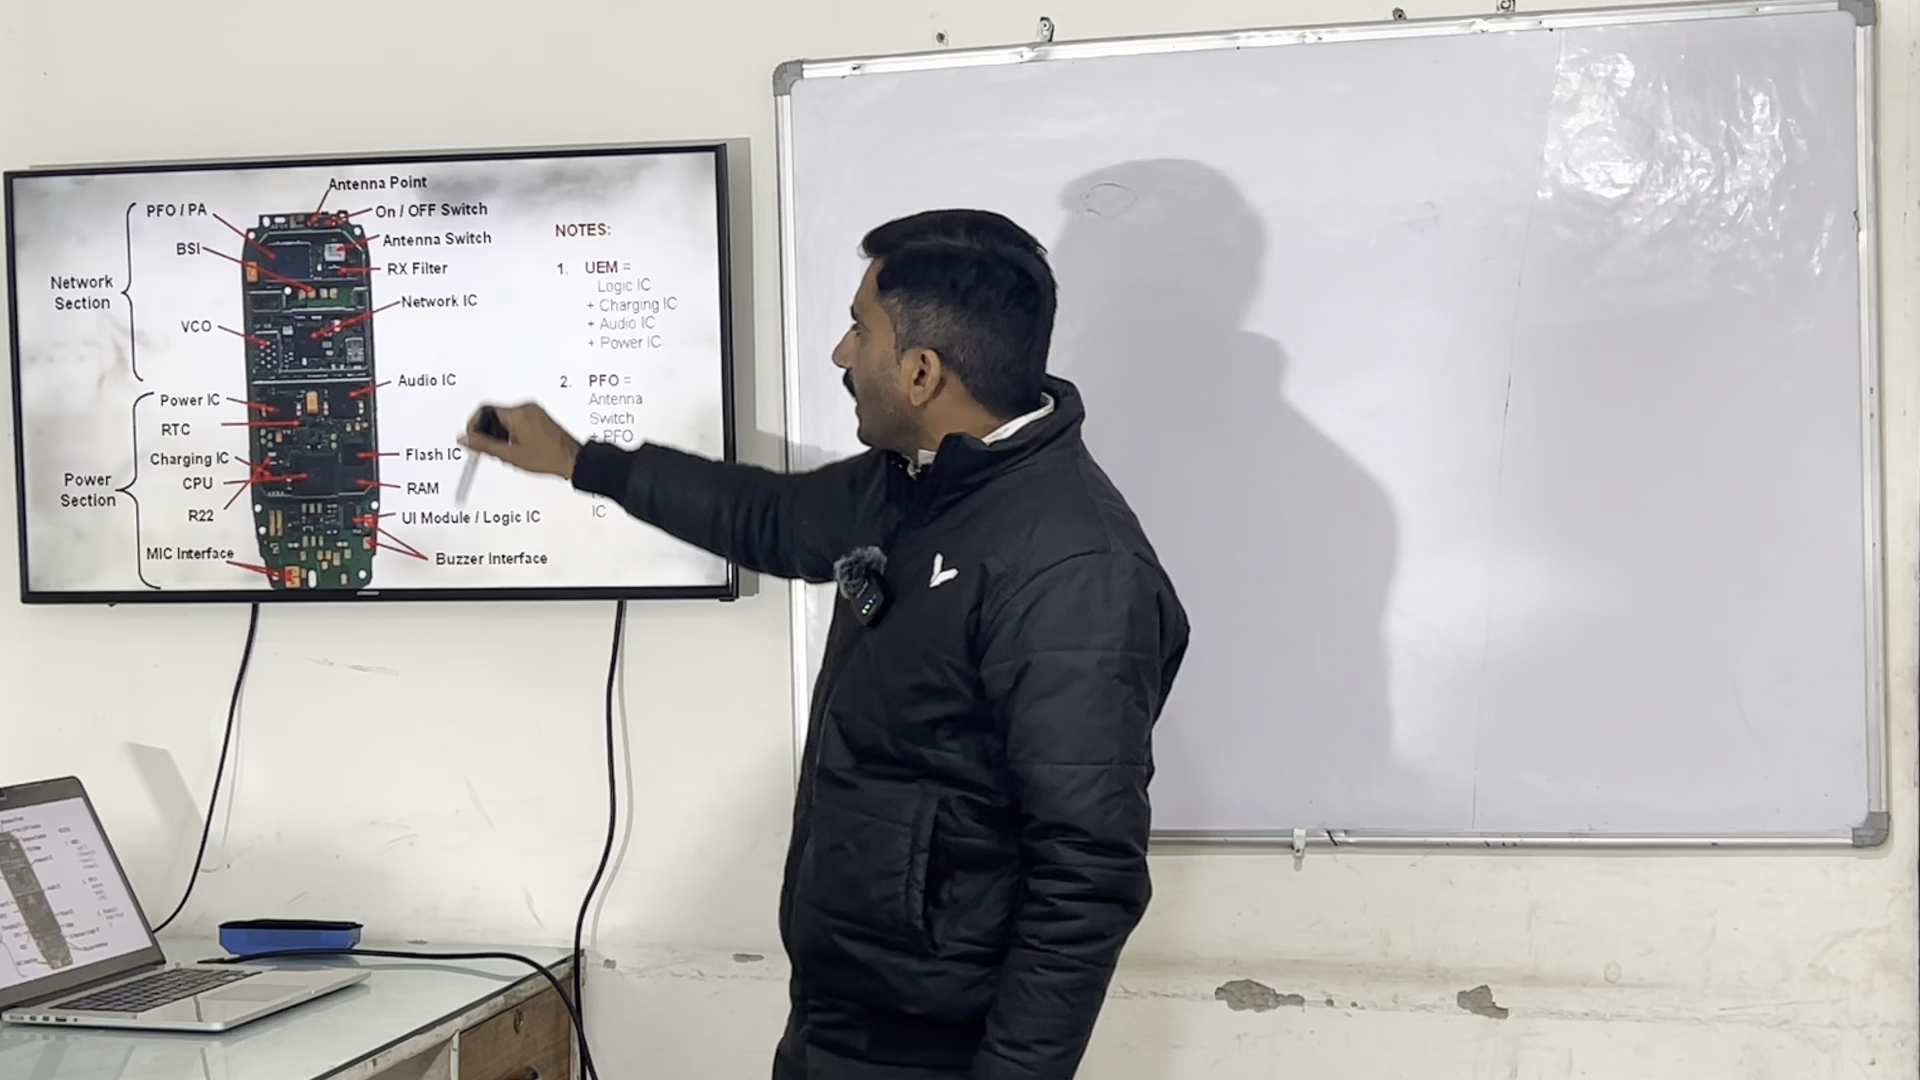 Antenna Point
PFO / PA
On / OFF Switch
Antenna Switch
BSI
RX Filter
Network
Section
Network IC
VCO
Audio IC
Power IC
RTC
Charging IC
Flash IC
CPU
Power
Section
RAM
R22
UI Module / Logic IC
MIC Interface
Buzzer Interface
NOTES:
1. UEM =
Logic IC
+ Charging IC
+ Audio IC
+ Power IC
2. PFO =
Antenna
Switch
+ PFO
IC